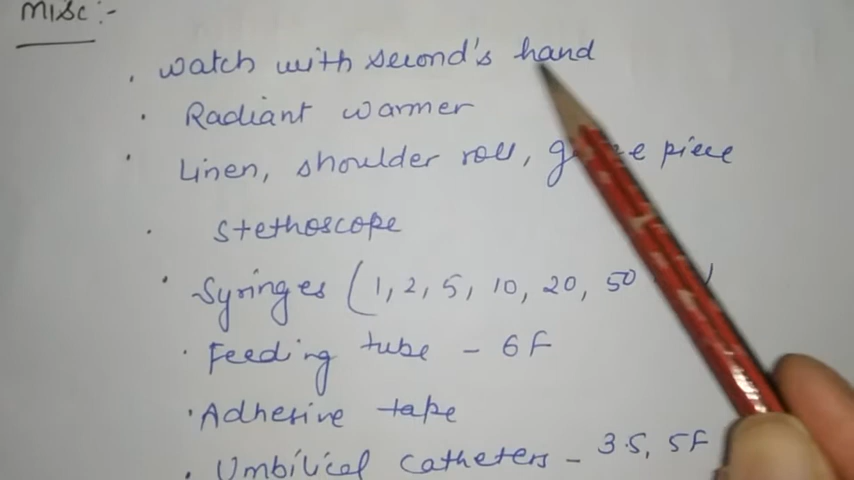 Misc:-
. watch with second's hand
. Radiant warmer
. Linen, shoulder roll, piece
. stethoscope
. Syringes (1, 2, 5, 10, 20, 50 )
. Feeding tube - 6F
. Adhesive tape
. Umbilical catheters - 3.5, 5F